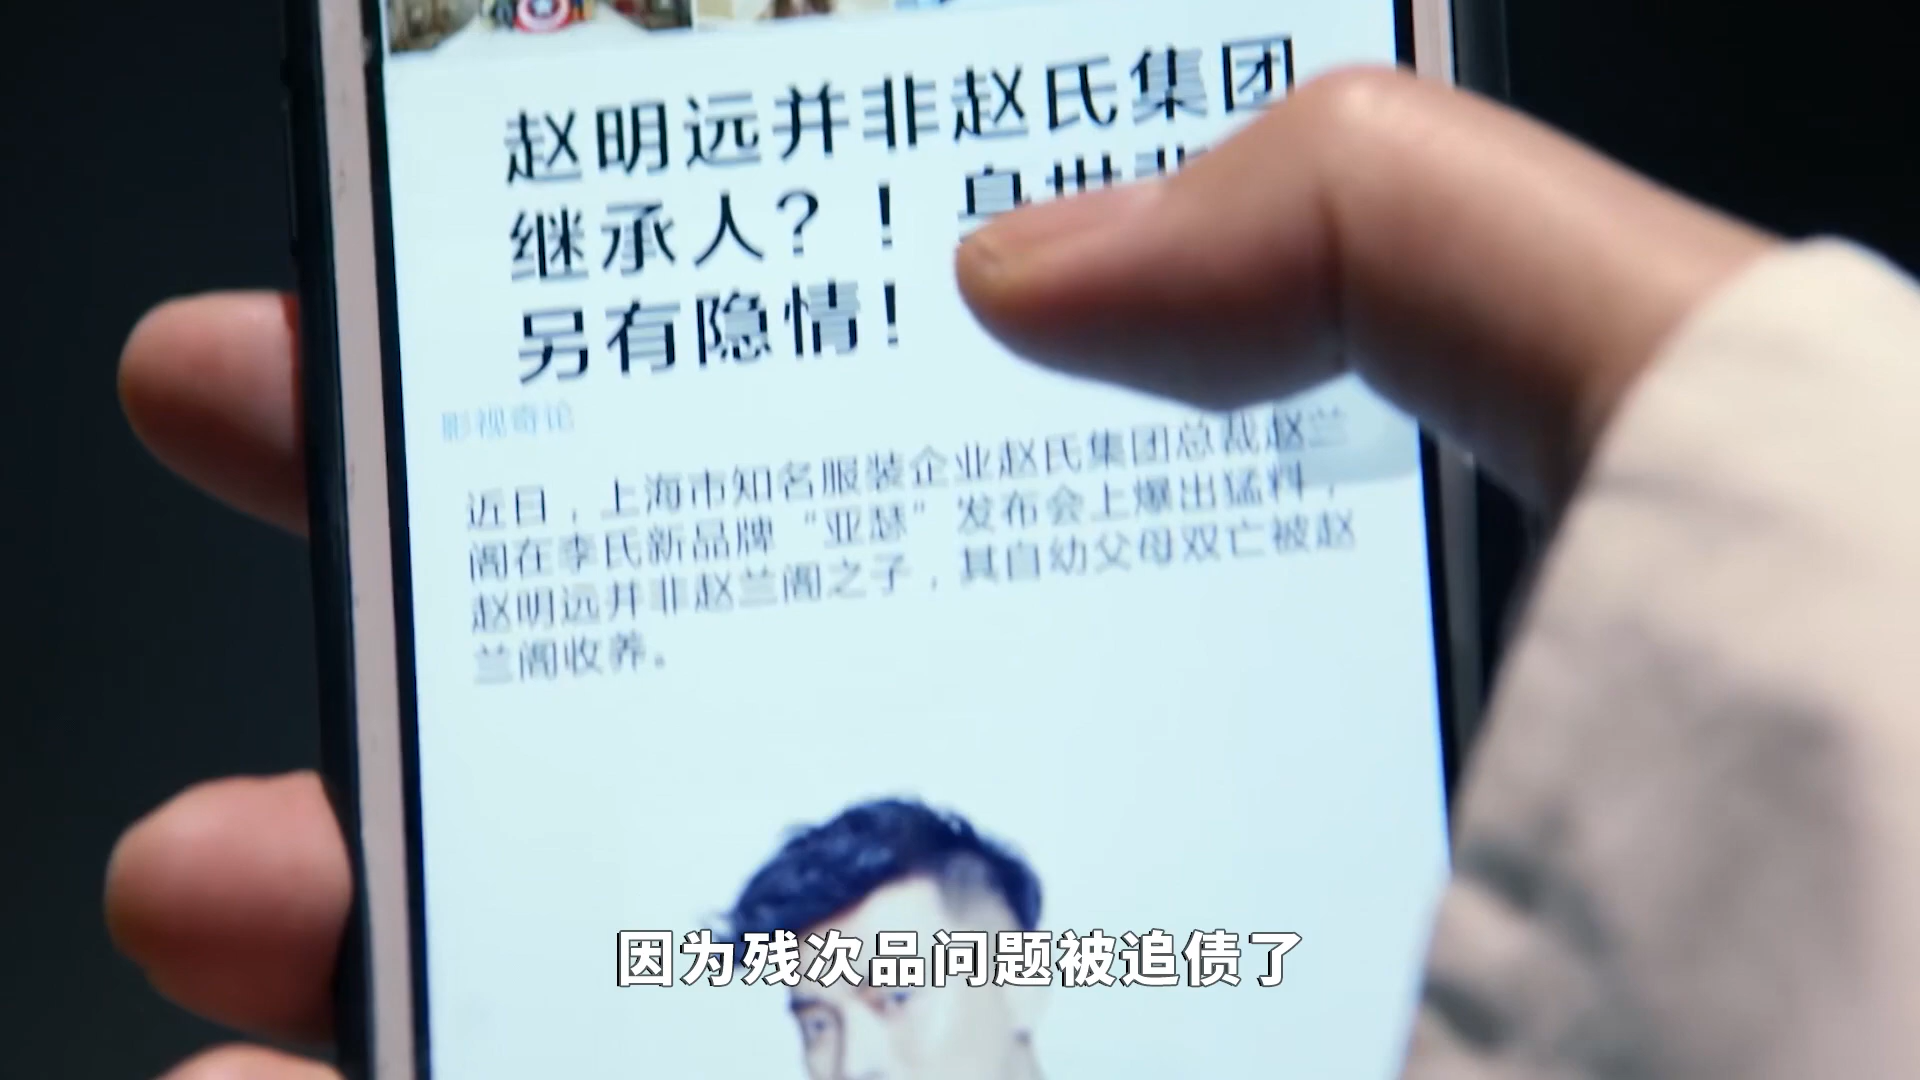 赵明远并非赵氏集团
继承人？！身世
另有隐情！
影视奇论
近日，上海市知名服装企业赵氏集团总裁赵兰
阁在李氏新品牌“亚瑟”发布会上爆出猛料，
赵明远并非赵兰阁之子，其自幼父母双亡被赵
兰阁收养。
因为残次品问题被追债了